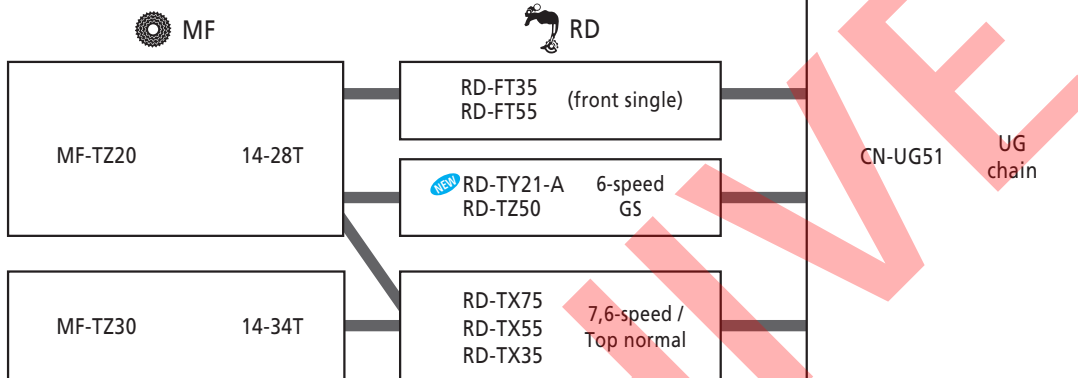 MF
RD
MF-TZ20 14-28T
RD-FT35
RD-FT55
(front single)
NEW RD-TY21-A
RD-TZ50
6-speed
GS
MF-TZ30 14-34T
RD-TX75
RD-TX55
RD-TX35
7,6-speed /
Top normal
CN-UG51
UG
chain
IVE